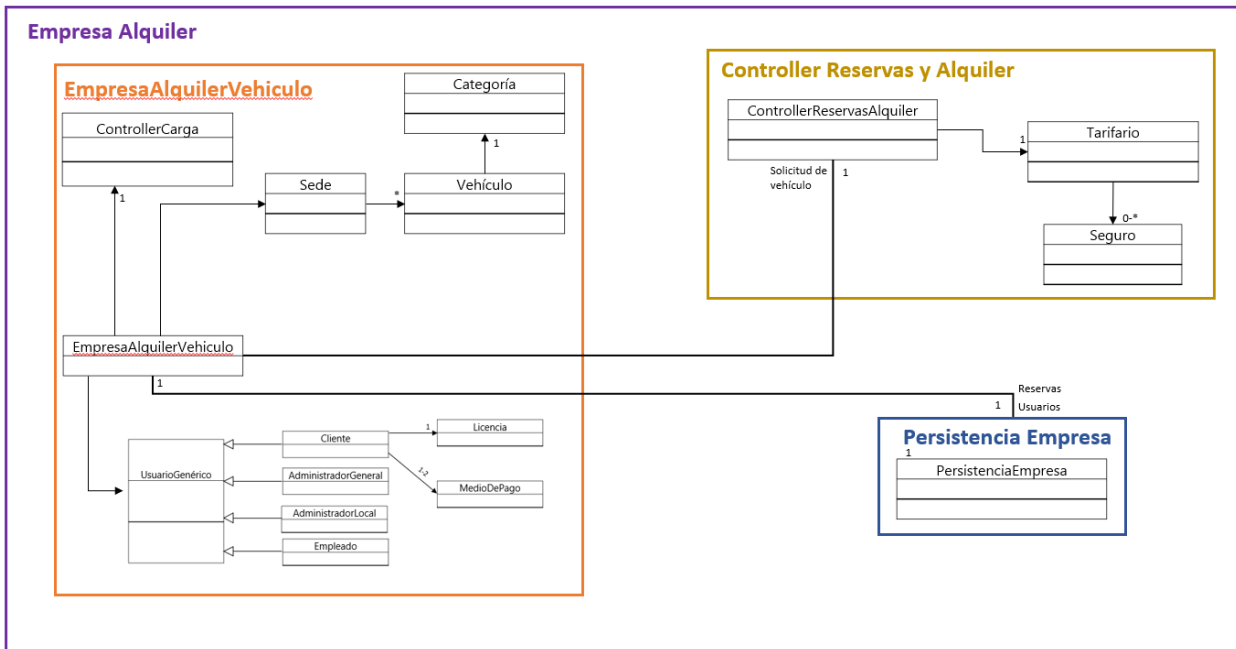 Empresa Alquiler
EmpresaAlquilerVehiculo
Categoría
ControllerCarga
1
1
Sede
*
Vehículo
EmpresaAlquilerVehiculo
1
UsuarioGenérico
Cliente
1
Licencia
1-2
MedioDePago
AdministradorGeneral
AdministradorLocal
Empleado
Controller Reservas y Alquiler
ControllerReservasAlquiler
1
Tarifario
Solicitud de
vehículo
1
0-*
Seguro
Reservas
1
Usuarios
Persistencia Empresa
1
PersistenciaEmpresa